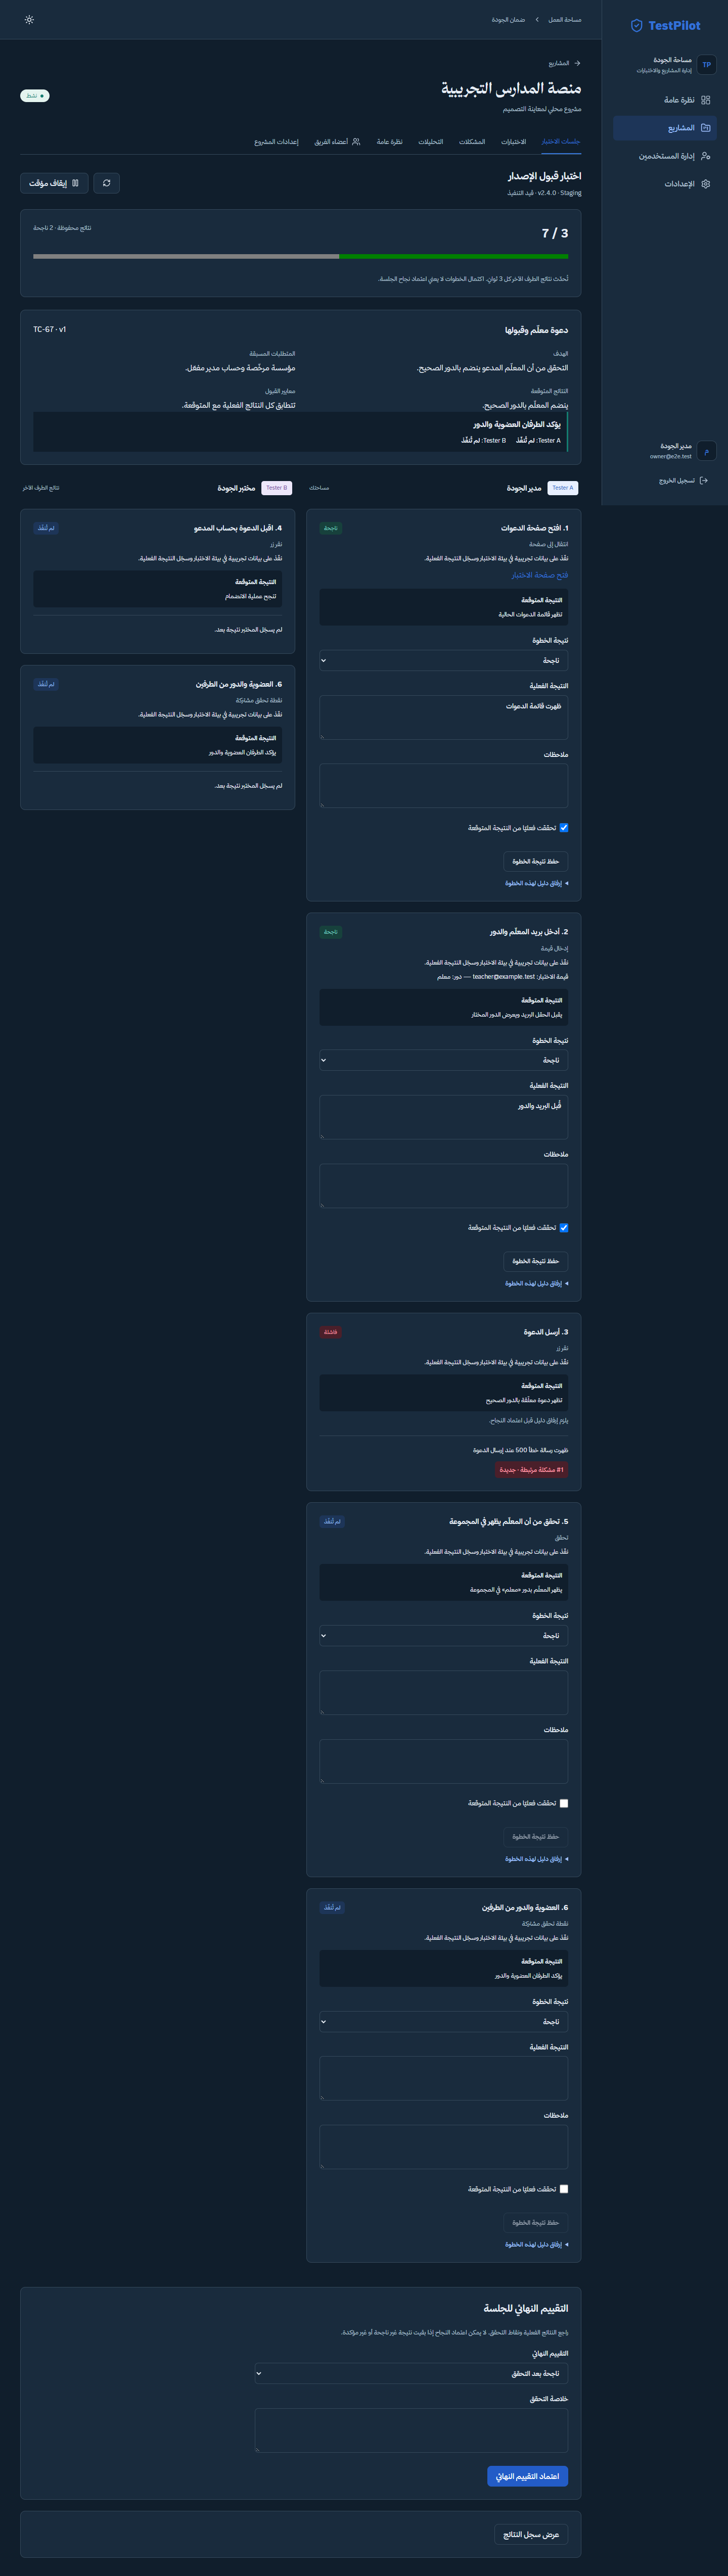 TestPilot
TP
مساحة الجودة
إدارة المشاريع والاختبارات
نظرة عامة
المشاريع
إدارة المستخدمين
الإعدادات
م
مدير الجودة
owner@e2e.test
تسجيل الخروج
مساحة العمل
ضمان الجودة
المشاريع
منصة المدارس التجريبية
نشط
مشروع محلي لمعاينة التصميم
جلسات الاختبار
الاختبارات
المشكلات
التحليلات
نظرة عامة
أعضاء الفريق
إعدادات المشروع
اختبار قبول الإصدار
v2.4.0 · Staging · قيد التنفيذ
إيقاف مؤقت
7 / 3
نتائج محفوظة · 2 ناجحة
تُحدّث نتائج الطرف الآخر كل 3 ثوانٍ. اكتمال الخطوات لا يعني اعتماد نجاح الجلسة.
دعوة معلّم وقبولها
TC-67 · v1
الهدف
التحقق من أن المعلّم المدعو ينضم بالدور الصحيح.
المتطلبات المسبقة
مؤسسة مرخّصة وحساب مدير مفعّل.
النتائج المتوقعة
ينضم المعلّم بالدور الصحيح.
معايير القبول
تتطابق كل النتائج الفعلية مع المتوقعة.
يؤكد الطرفان العضوية والدور
Tester A: لم تُنفَّذ
Tester B: لم تُنفَّذ
Tester A
مدير الجودة
مساحتك
1. افتح صفحة الدعوات
ناجحة
انتقال إلى صفحة
نفّذ على بيانات تجريبية في بيئة الاختبار وسجّل النتيجة الفعلية.
فتح صفحة الاختبار
النتيجة المتوقعة
تظهر قائمة الدعوات الحالية
نتيجة الخطوة
ناجحة
النتيجة الفعلية
ظهرت قائمة الدعوات
ملاحظات
تحققت فعليًا من النتيجة المتوقعة
حفظ نتيجة الخطوة
إرفاق دليل لهذه الخطوة
2. أدخل بريد المعلّم والدور
ناجحة
إدخال قيمة
نفّذ على بيانات تجريبية في بيئة الاختبار وسجّل النتيجة الفعلية.
قيمة الاختبار: teacher@example.test — دور: معلم
النتيجة المتوقعة
يقبل الحقل البريد ويعرض الدور المختار
نتيجة الخطوة
ناجحة
النتيجة الفعلية
قُبل البريد والدور
ملاحظات
تحققت فعليًا من النتيجة المتوقعة
حفظ نتيجة الخطوة
إرفاق دليل لهذه الخطوة
3. أرسل الدعوة
فاشلة
نقر زر
نفّذ على بيانات تجريبية في بيئة الاختبار وسجّل النتيجة الفعلية.
النتيجة المتوقعة
تظهر دعوة معلّقة بالدور الصحيح
يلزم إرفاق دليل قبل اعتماد النجاح.
ظهرت رسالة خطأ 500 عند إرسال الدعوة
#1 مشكلة مرتبطة · جديدة
5. تحقق من أن المعلّم يظهر في المجموعة
لم تُنفَّذ
تحقق
نفّذ على بيانات تجريبية في بيئة الاختبار وسجّل النتيجة الفعلية.
النتيجة المتوقعة
يظهر المعلّم بدور «معلم» في المجموعة
نتيجة الخطوة
ناجحة
النتيجة الفعلية
ملاحظات
تحققت فعليًا من النتيجة المتوقعة
حفظ نتيجة الخطوة
إرفاق دليل لهذه الخطوة
6. العضوية والدور من الطرفين
لم تُنفَّذ
نقطة تحقق مشتركة
نفّذ على بيانات تجريبية في بيئة الاختبار وسجّل النتيجة الفعلية.
النتيجة المتوقعة
يؤكد الطرفان العضوية والدور
نتيجة الخطوة
ناجحة
النتيجة الفعلية
ملاحظات
تحققت فعليًا من النتيجة المتوقعة
حفظ نتيجة الخطوة
إرفاق دليل لهذه الخطوة
Tester B
مختبر الجودة
نتائج الطرف الآخر
4. اقبل الدعوة بحساب المدعو
لم تُنفَّذ
نقر زر
نفّذ على بيانات تجريبية في بيئة الاختبار وسجّل النتيجة الفعلية.
النتيجة المتوقعة
تنجح عملية الانضمام
لم يسجّل المختبر نتيجة بعد.
6. العضوية والدور من الطرفين
لم تُنفَّذ
نقطة تحقق مشتركة
نفّذ على بيانات تجريبية في بيئة الاختبار وسجّل النتيجة الفعلية.
النتيجة المتوقعة
يؤكد الطرفان العضوية والدور
لم يسجّل المختبر نتيجة بعد.
التقييم النهائي للجلسة
راجع النتائج الفعلية ونقاط التحقق. لا يمكن اعتماد النجاح إذا بقيت نتيجة غير ناجحة أو غير مؤكدة.
التقييم النهائي
ناجحة بعد التحقق
خلاصة التحقق
اعتماد التقييم النهائي
عرض سجل النتائج